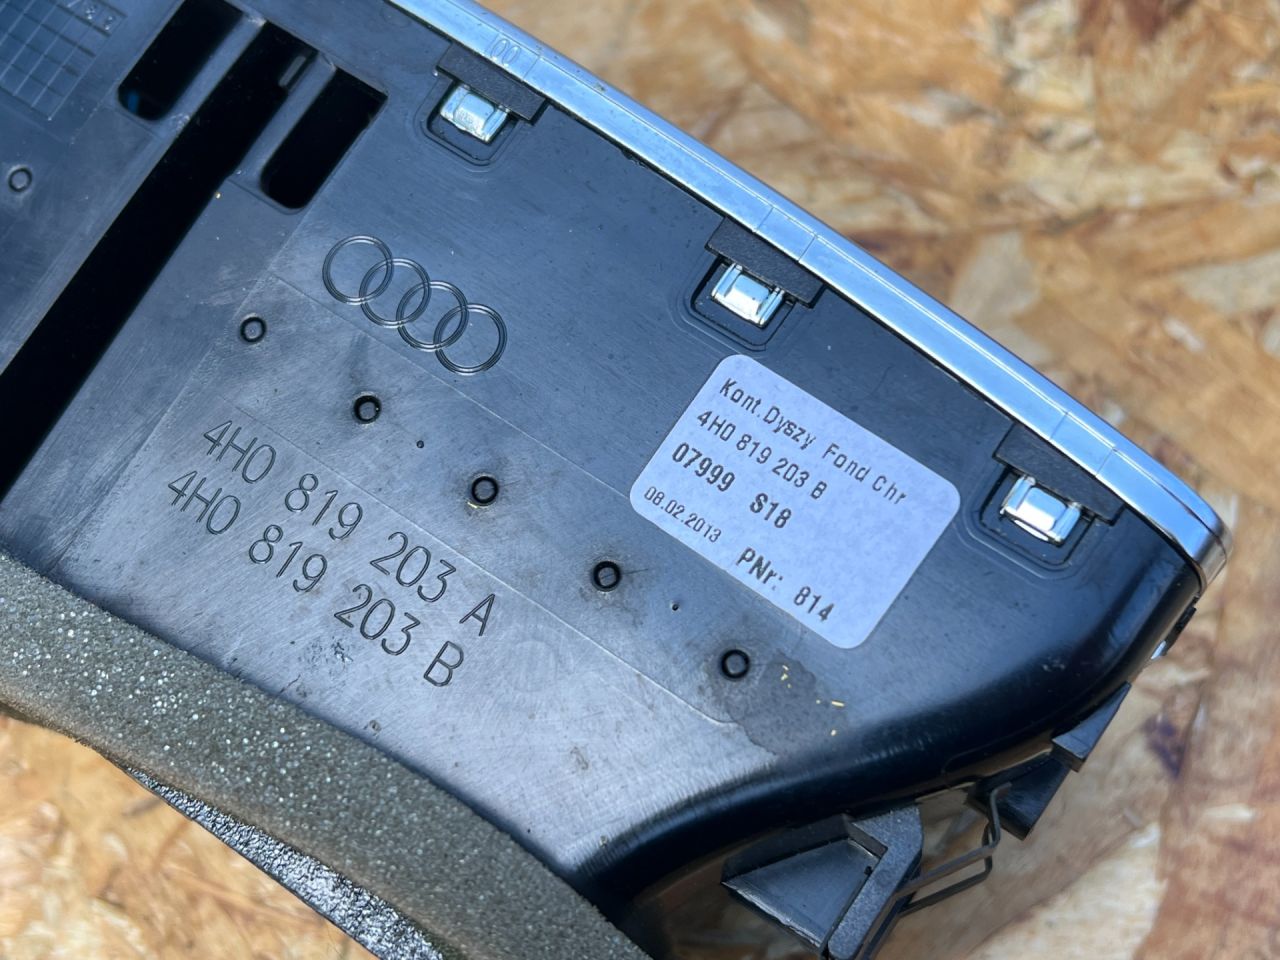 Kont.Dyszy Fond Chr
4H0 819 203 B
07999 S18
08.02.2013 PNr: 814
4H0 819 203 A
4H0 819 203 B